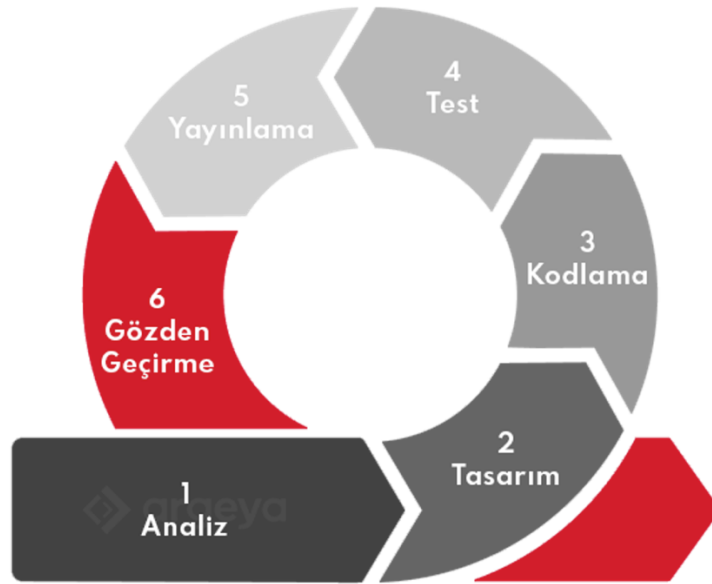 1
Analiz
2
Tasarım
3
Kodlama
4
Test
5
Yayınlama
6
Gözden
Geçirme
argeya